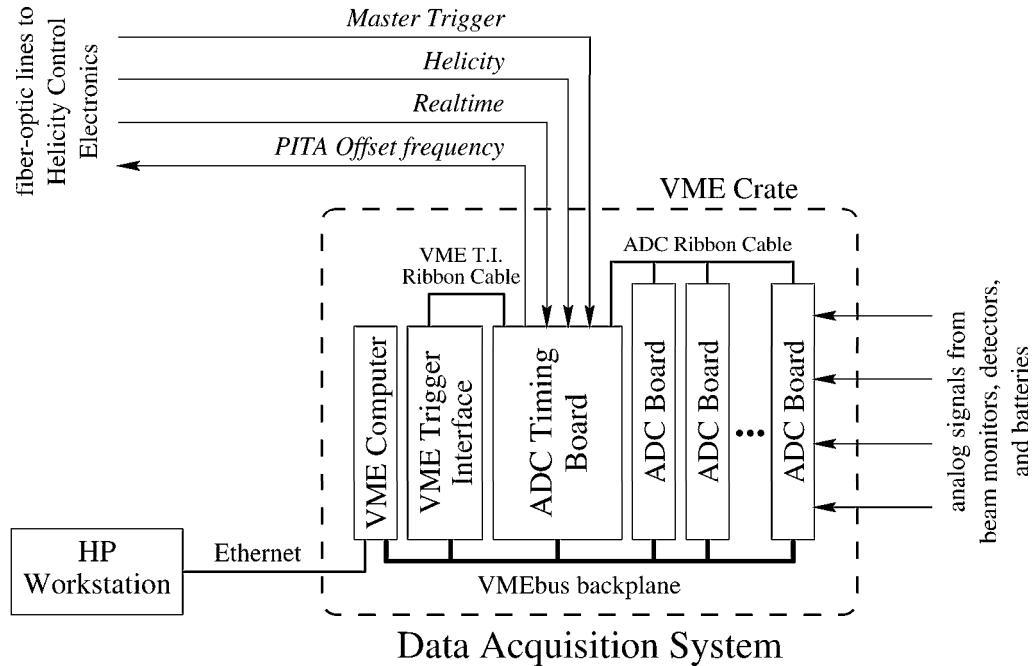 fiber-optic lines to
Helicity Control
Electronics
Master Trigger
Helicity
Realtime
PITA Offset frequency
VME Crate
VME T.I.
Ribbon Cable
ADC Ribbon Cable
VME Computer
VME Trigger
Interface
ADC Timing
Board
ADC Board
ADC Board
ADC Board
analog signals from
beam monitors, detectors,
and batteries
HP
Workstation
Ethernet
VMEbus backplane
Data Acquisition System